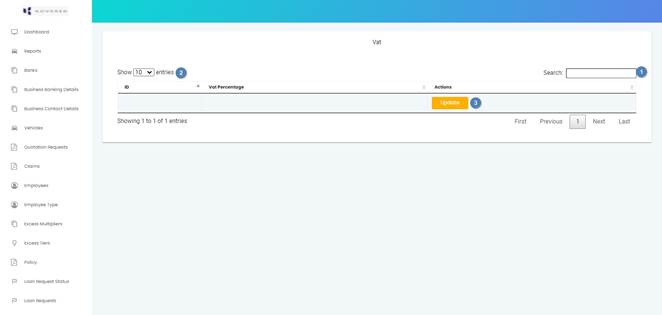 Dashboard
Reports
Banks
Business Banking Details
Business Contact Details
Vehicles
Quotation Requests
Claims
Employees
Employee Type
Excess Multipliers
Excess Tiers
Policy
Loan Request Status
Loan Requests
Vat
Show 10 entries 2
Search: 1
ID Vat Percentage Actions
Update 3
Showing 1 to 1 of 1 entries
First Previous 1 Next Last